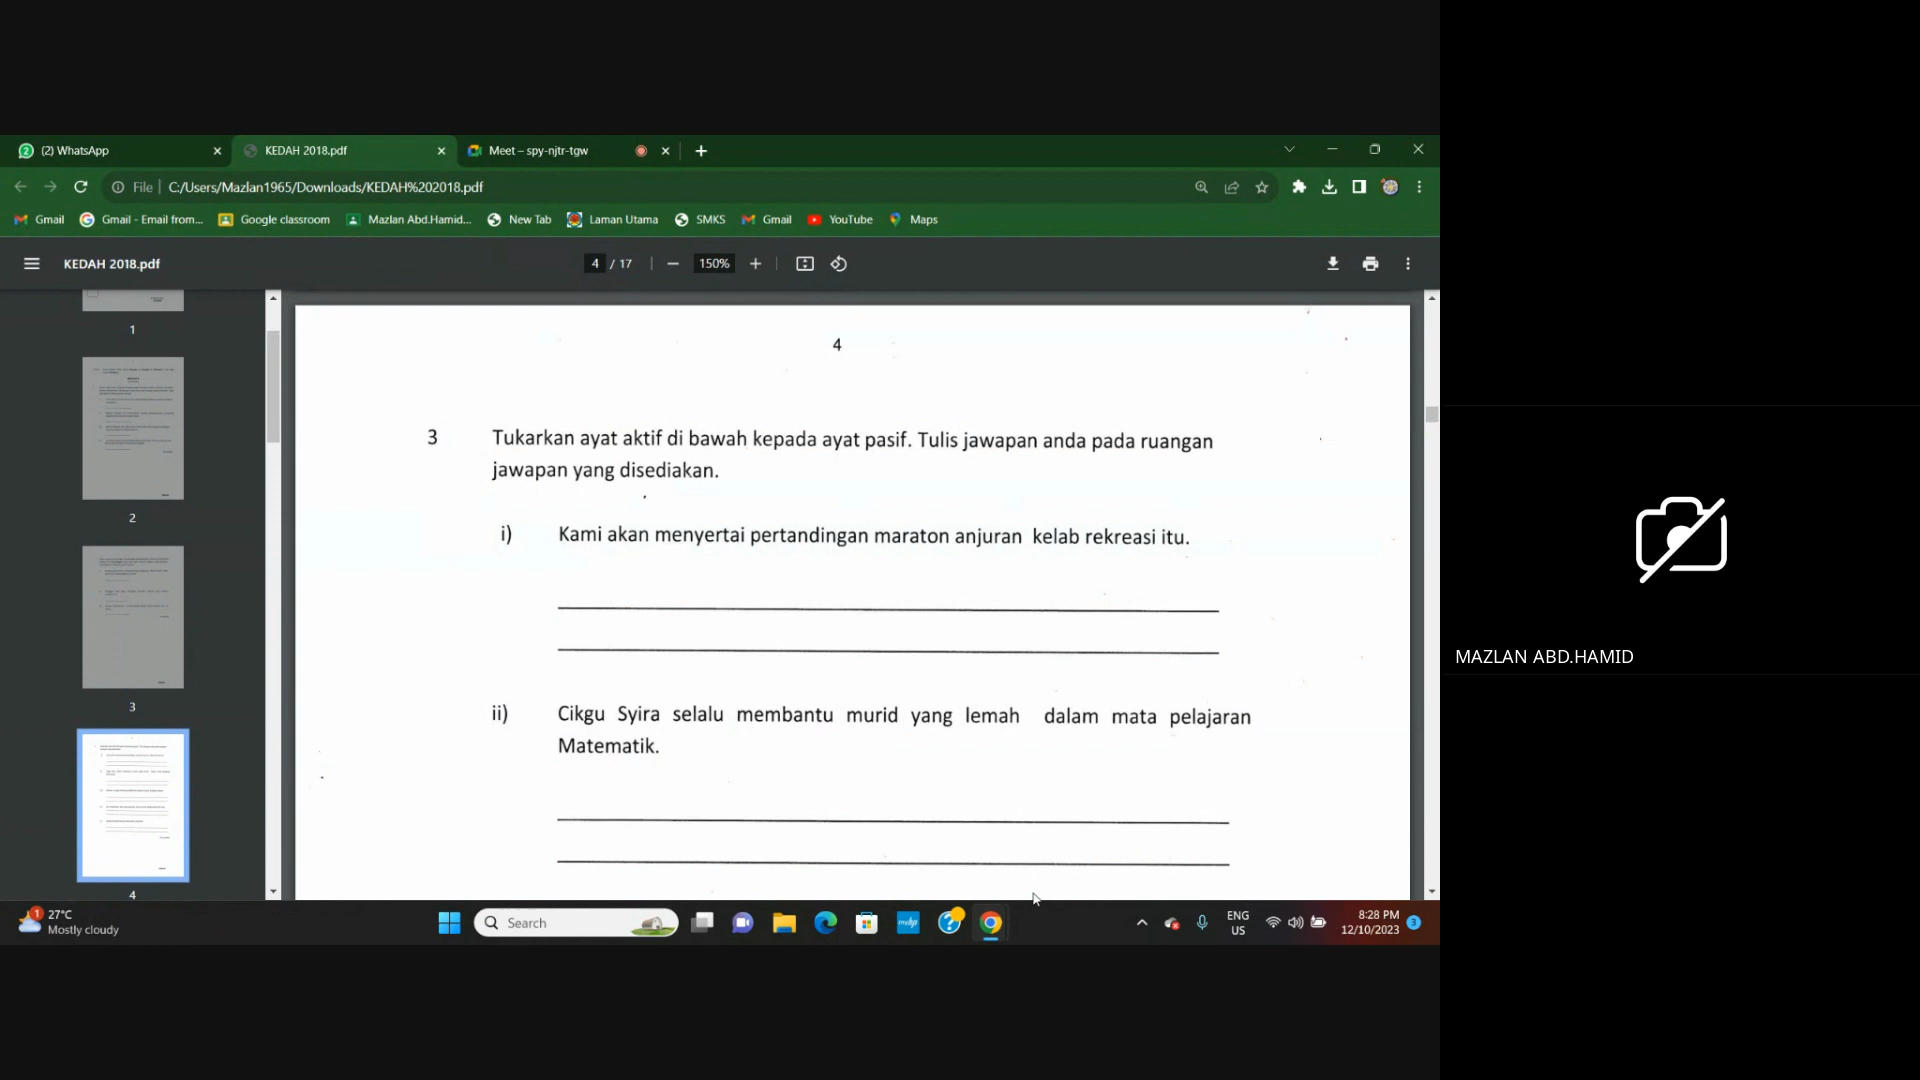 (2) WhatsApp
KEDAH 2018.pdf
Meet – spy-njtr-tgw
File
C:/Users/Mazlan1965/Downloads/KEDAH%202018.pdf
Gmail
Gmail - Email from...
Google classroom
Mazlan Abd.Hamid...
New Tab
Laman Utama
SMKS
Gmail
YouTube
Maps
KEDAH 2018.pdf
4 / 17
150%
1
2
3
4
4
3 Tukarkan ayat aktif di bawah kepada ayat pasif. Tulis jawapan anda pada ruangan
jawapan yang disediakan.
i) Kami akan menyertai pertandingan maraton anjuran kelab rekreasi itu.
ii) Cikgu Syira selalu membantu murid yang lemah dalam mata pelajaran
Matematik.
MAZLAN ABD.HAMID
1
27°C
Mostly cloudy
Search
ENG
US
8:28 PM
12/10/2023
3